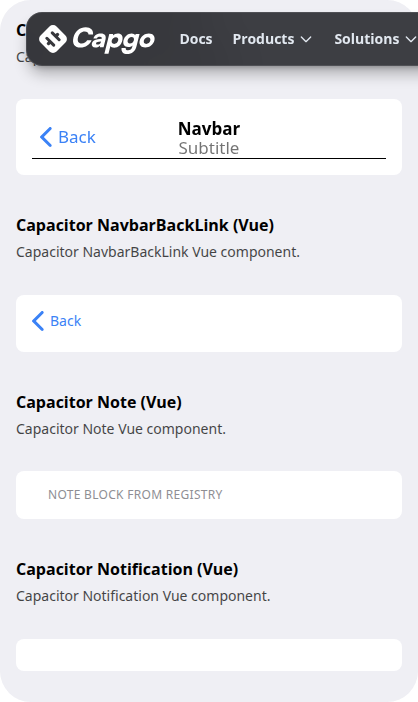 Capgo
Docs
Products
Solutions
Back
Navbar
Subtitle
Capacitor NavbarBackLink (Vue)
Capacitor NavbarBackLink Vue component.
Back
Capacitor Note (Vue)
Capacitor Note Vue component.
NOTE BLOCK FROM REGISTRY
Capacitor Notification (Vue)
Capacitor Notification Vue component.